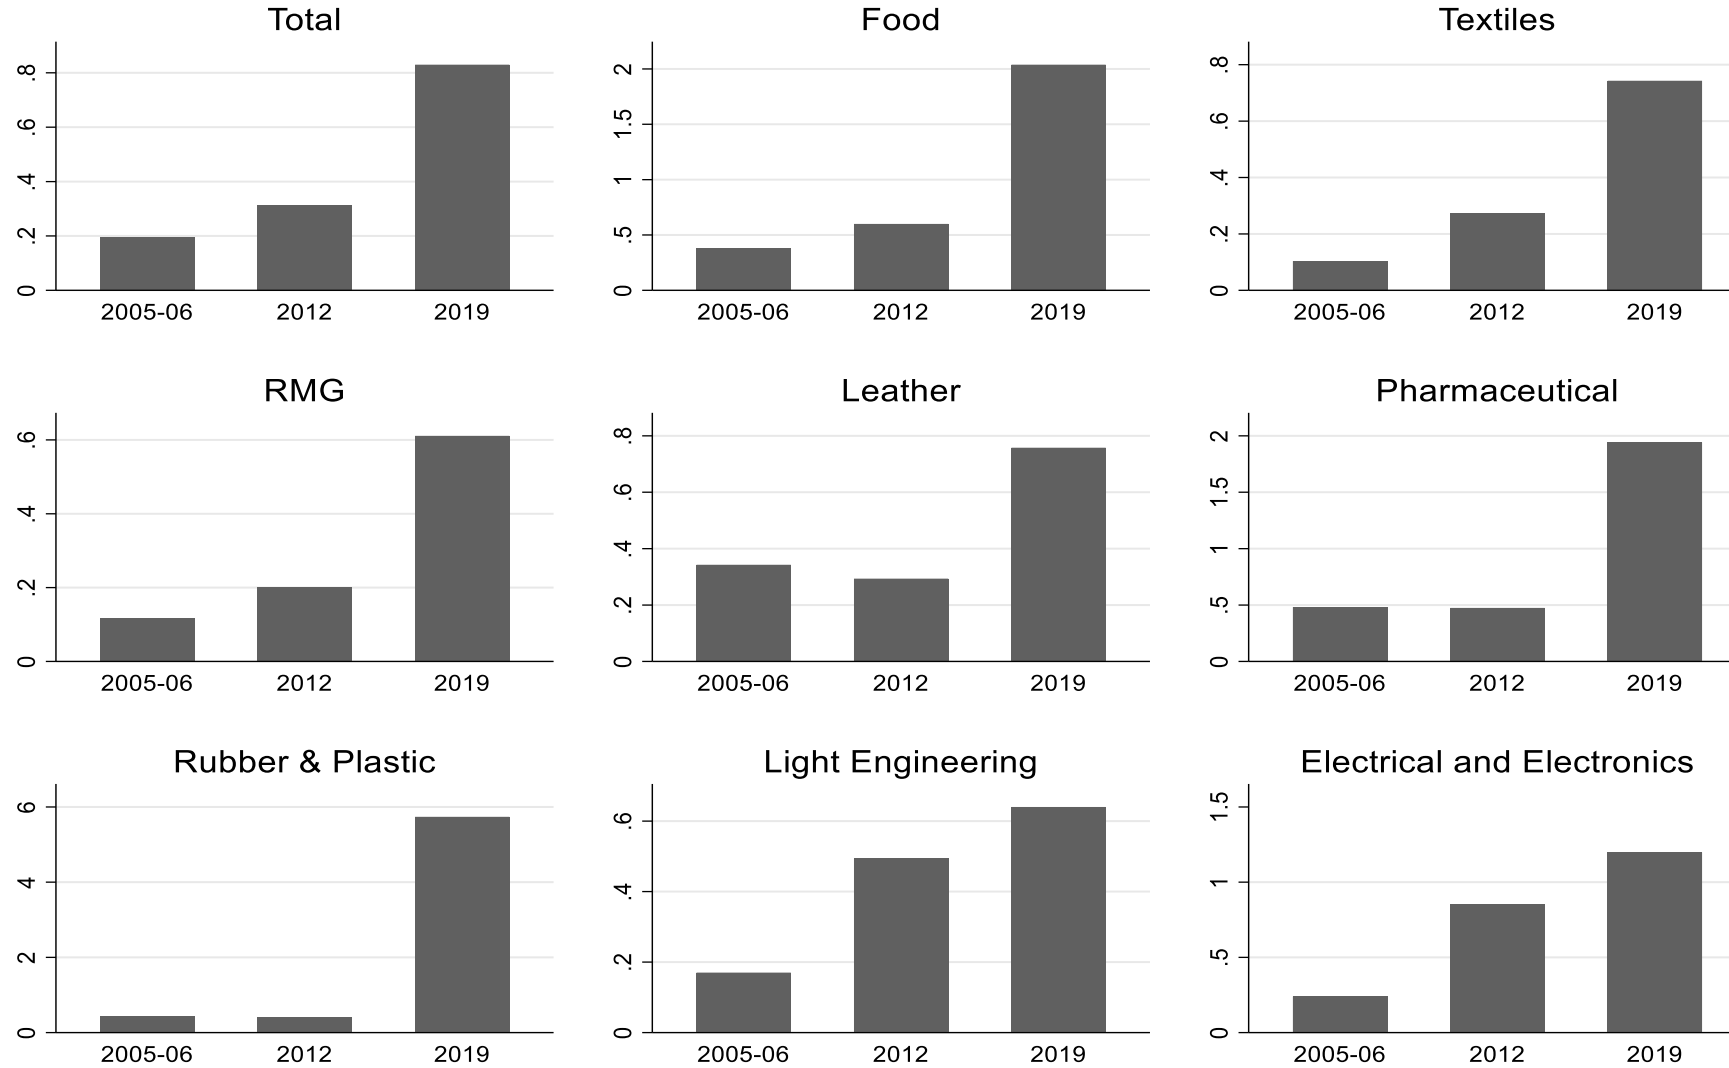 Total
.8
.6
.4
.2
0
2005-06 2012 2019
Food
2
1.5
1
.5
0
2005-06 2012 2019
Textiles
.8
.6
.4
.2
0
2005-06 2012 2019
RMG
.6
.4
.2
0
2005-06 2012 2019
Leather
.8
.6
.4
.2
0
2005-06 2012 2019
Pharmaceutical
2
1.5
1
.5
0
2005-06 2012 2019
Rubber & Plastic
6
4
2
0
2005-06 2012 2019
Light Engineering
.6
.4
.2
0
2005-06 2012 2019
Electrical and Electronics
1.5
1
.5
0
2005-06 2012 2019